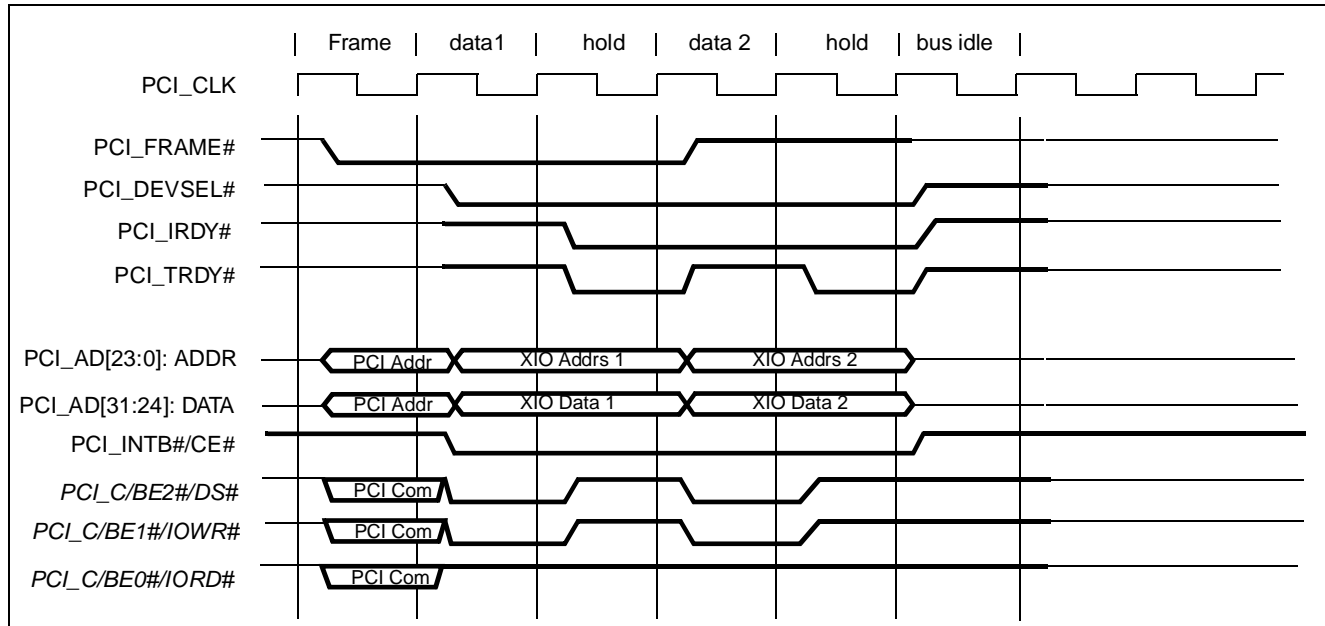 Frame data1 hold data 2 hold bus idle
PCI_CLK
PCI_FRAME#
PCI_DEVSEL#
PCI_IRDY#
PCI_TRDY#
PCI_AD[23:0]: ADDR PCI Addr XIO Addrs 1 XIO Addrs 2
PCI_AD[31:24]: DATA PCI Addr XIO Data 1 XIO Data 2
PCI_INTB#/CE#
PCI_C/BE2#/DS# PCI Com
PCI_C/BE1#/IOWR# PCI Com
PCI_C/BE0#/IORD# PCI Com